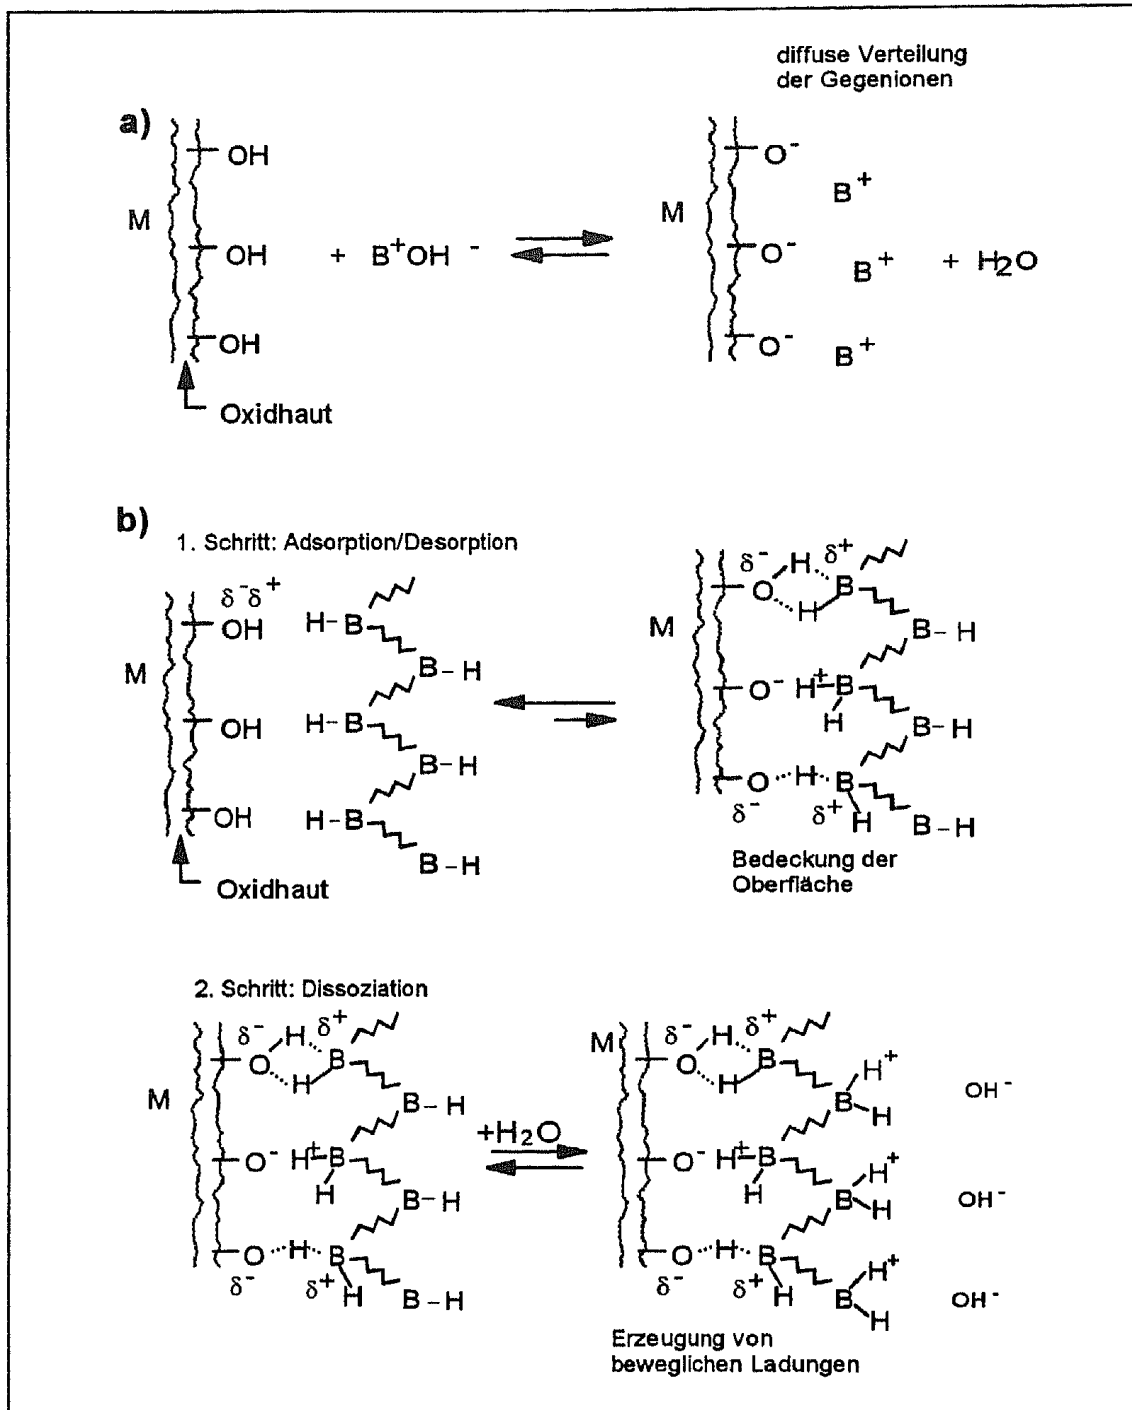 diffuse Verteilung
der Gegenionen
a)
OH
O⁻
B⁺
M
M
OH
+ B⁺OH⁻
O⁻
B⁺
+ H₂O
OH
O⁻
B⁺
Oxidhaut
b)
1. Schritt: Adsorption/Desorption
δ⁻ H δ⁺
O B
H
δ⁻δ⁺
OH
H-B
M
B-H
M
B-H
O⁻ H⁺ B
H
OH
H-B
B-H
B-H
O H B
δ⁻ δ⁺ H
OH
H-B
B-H
B-H
Bedeckung der
Oberfläche
Oxidhaut
2. Schritt: Dissoziation
δ⁻ H δ⁺
O B
H
M
B-H
+H₂O
O⁻ H⁺ B
H
B-H
O H B
δ⁻ δ⁺ H
B-H
δ⁻ H δ⁺
M
O B
H
H⁺
B
H
OH⁻
O⁻ H⁺ B
H
H⁺
B
H
OH⁻
O H B
δ⁻ δ⁺ H
H⁺
B
H
OH⁻
Erzeugung von
beweglichen Ladungen